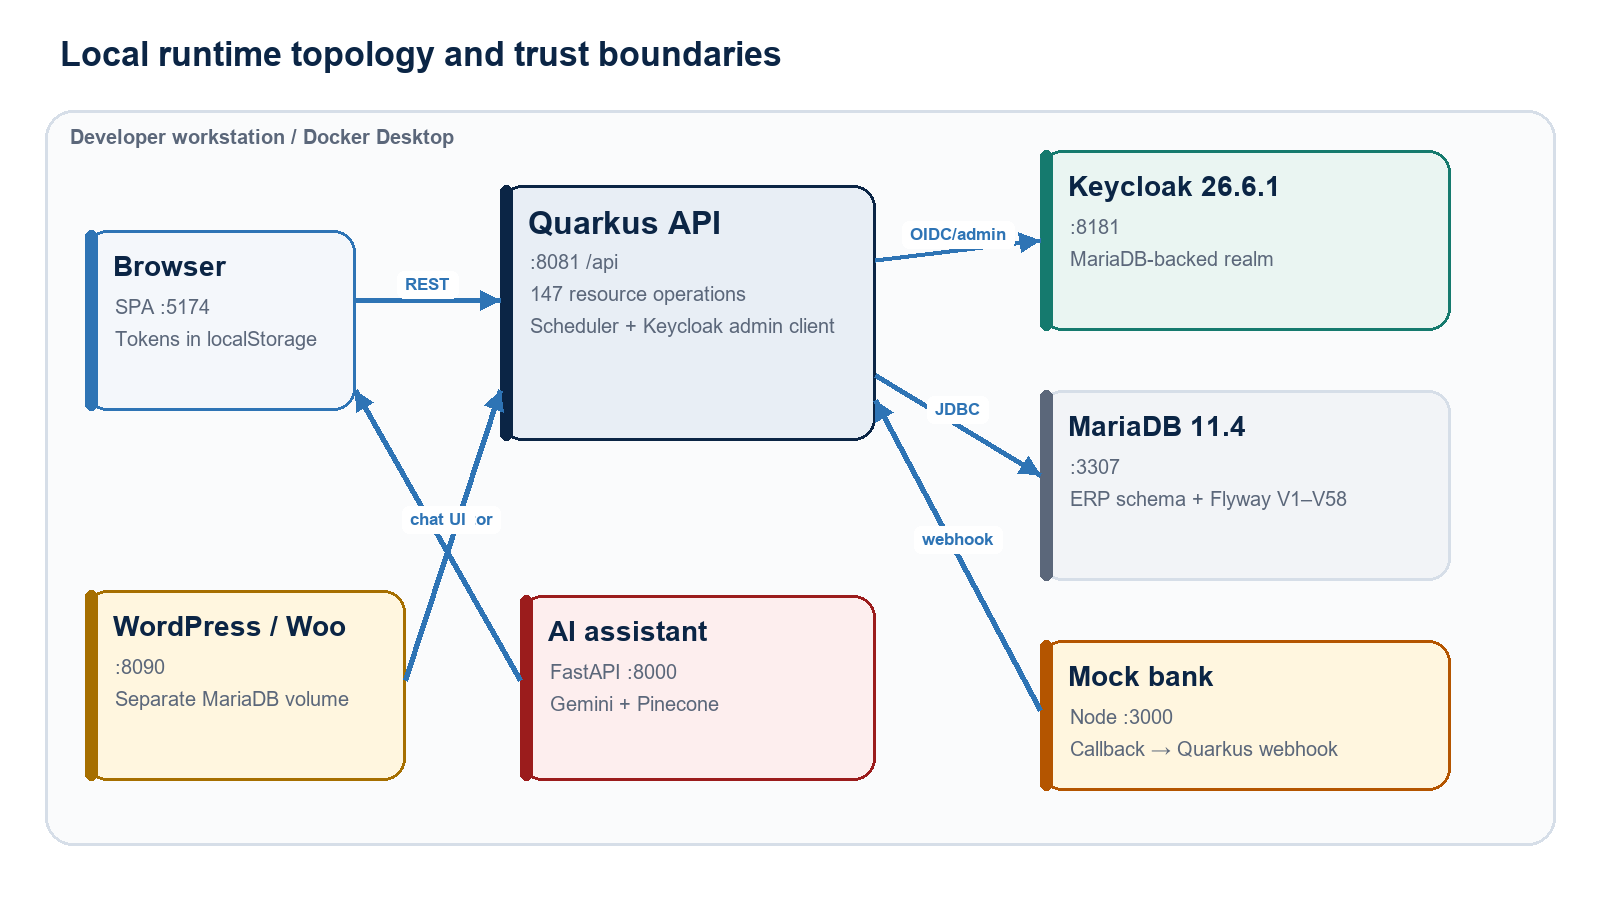 Local runtime topology and trust boundaries
Developer workstation / Docker Desktop
Browser
SPA :5174
Tokens in localStorage
REST
Quarkus API
:8081 /api
147 resource operations
Scheduler + Keycloak admin client
OIDC/admin
Keycloak 26.6.1
:8181
MariaDB-backed realm
JDBC
MariaDB 11.4
:3307
ERP schema + Flyway V1–V58
chat UI
or
webhook
WordPress / Woo
:8090
Separate MariaDB volume
AI assistant
FastAPI :8000
Gemini + Pinecone
Mock bank
Node :3000
Callback → Quarkus webhook